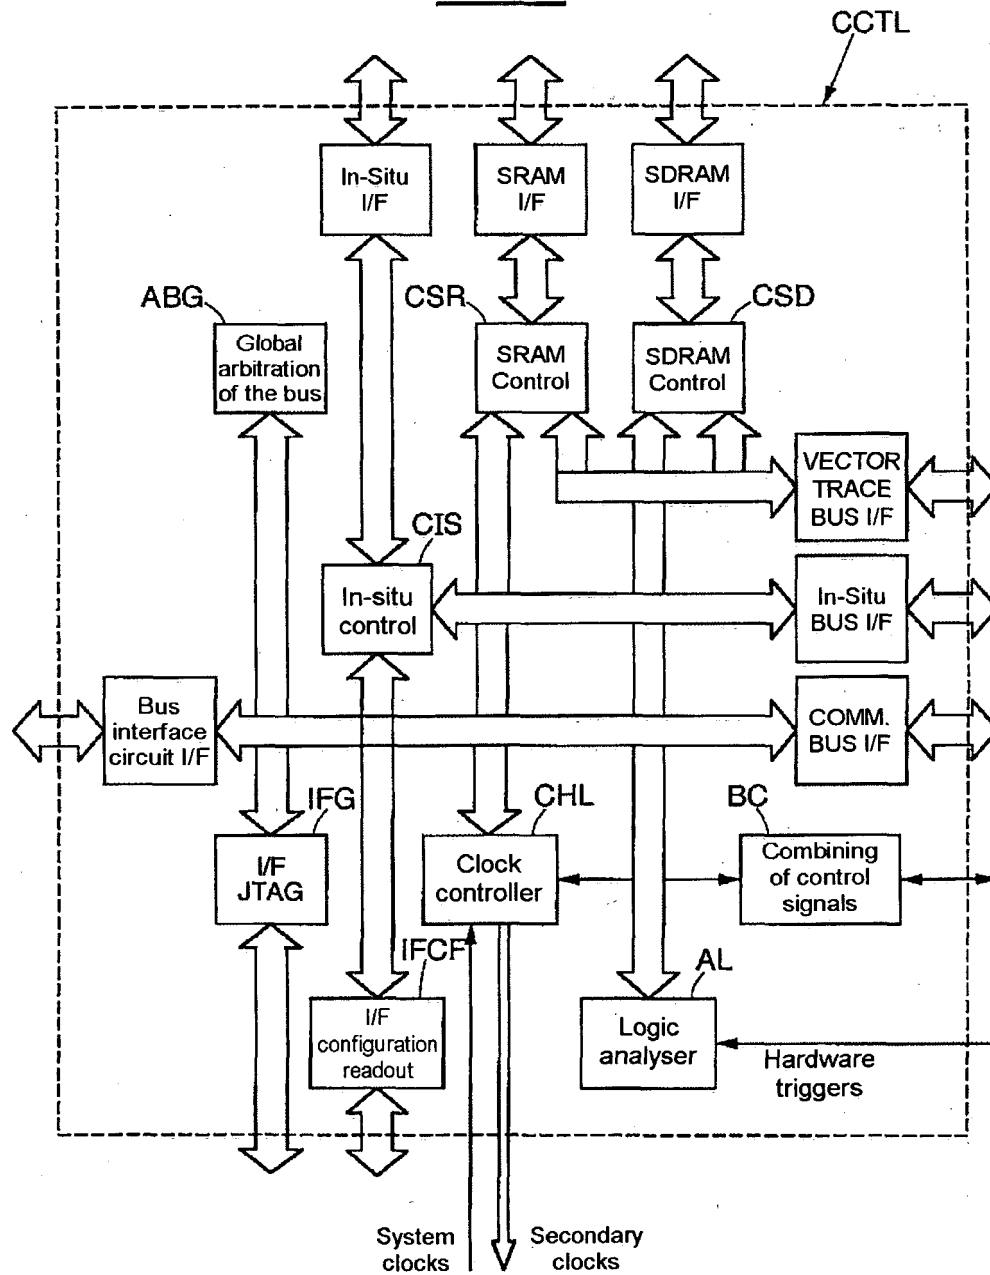 CCTL
In-Situ
I/F
SRAM
I/F
SDRAM
I/F
ABG
CSR
CSD
Global
arbitration
of the bus
SRAM
Control
SDRAM
Control
VECTOR
TRACE
BUS I/F
CIS
In-situ
control
In-Situ
BUS I/F
Bus
interface
circuit I/F
COMM.
BUS I/F
IFG
CHL
BC
I/F
JTAG
Clock
controller
Combining
of control
signals
IFCF
AL
I/F
configuration
readout
Logic
analyser
Hardware
triggers
System
clocks
Secondary
clocks